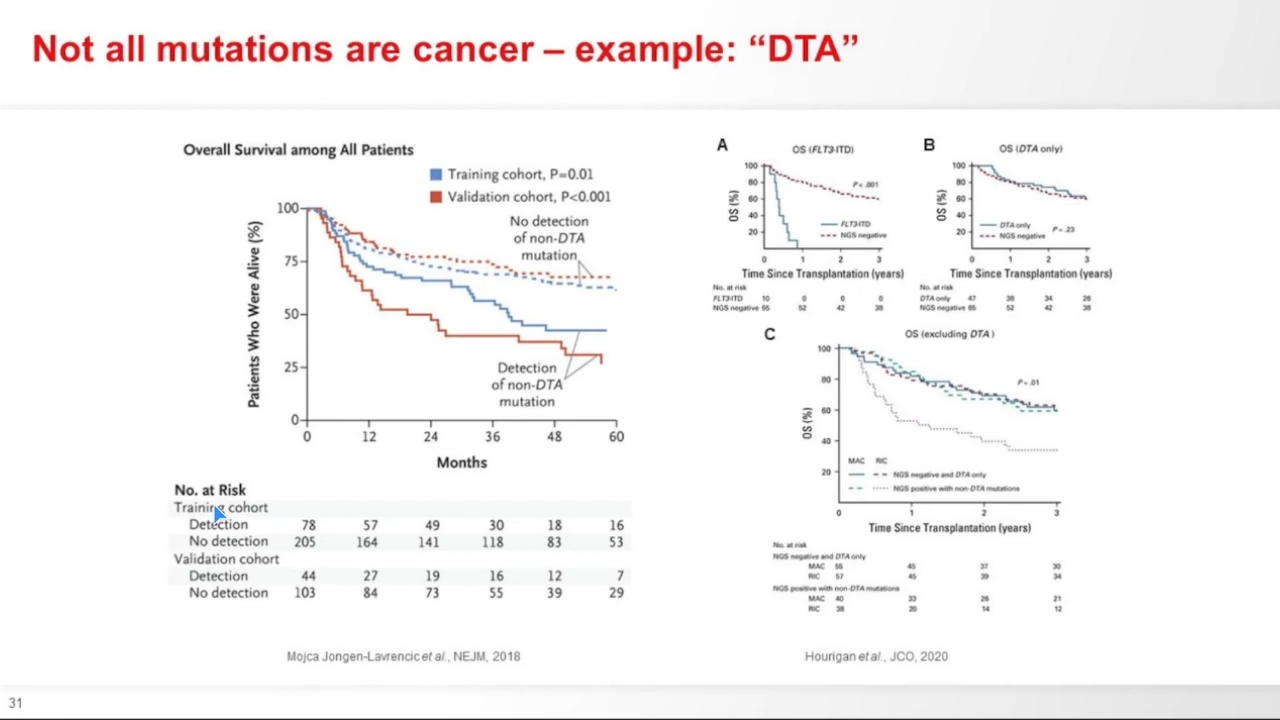 Not all mutations are cancer – example: “DTA”
Overall Survival among All Patients
Training cohort, P=0.01
Validation cohort, P<0.001
No detection
of non-DTA
mutation
Patients Who Were Alive (%)
100
75
50
25
0
Detection
of non-DTA
mutation
0 12 24 36 48 60
Months
No. at Risk
Training cohort
Detection 78 57 49 30 18 16
No detection 205 164 141 118 83 53
Validation cohort
Detection 44 27 19 16 12 7
No detection 103 84 73 55 39 29
Mojca Jongen-Lavrencic et al., NEJM, 2018
A
OS (FLT3-ITD)
OS (%)
100
80
60
40
20
P < .001
FLT3-ITD
NGS negative
0 1 2 3
Time Since Transplantation (years)
No. at risk
FLT3-ITD 10 0 0 0
NGS negative 65 52 42 38
B
OS (DTA only)
OS (%)
100
80
60
40
20
DTA only
NGS negative
P = .23
0 1 2 3
Time Since Transplantation (years)
No. at risk
DTA only 47 38 34 26
NGS negative 65 52 42 38
C
OS (excluding DTA)
OS (%)
100
80
60
40
20
P = .01
MAC RIC
NGS negative and DTA only
NGS positive with non-DTA mutations
0 1 2 3
Time Since Transplantation (years)
No. at risk
NGS negative and DTA only
MAC 55 45 37 30
RIC 57 45 39 34
NGS positive with non-DTA mutations
MAC 40 33 26 21
RIC 38 20 14 12
Hourigan et al., JCO, 2020
31